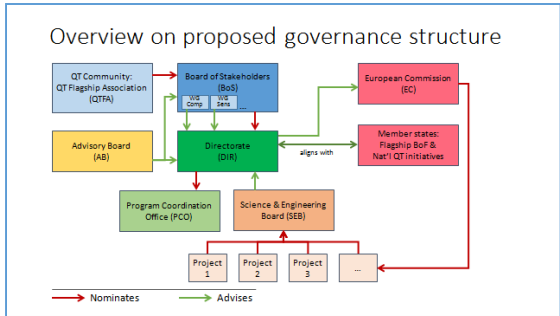 Overview on proposed governance structure
QT Community:
QT Flagship Association
(QTFA)
Board of Stakeholders
(BoS)
WG
Comp
WG
Sens
...
European Commission
(EC)
Advisory Board
(AB)
Directorate
(DIR)
aligns with
Member states:
Flagship BoF &
Nat'l QT initiatives
Program Coordination
Office (PCO)
Science & Engineering
Board (SEB)
Project
1
Project
2
Project
3
...
Nominates
Advises